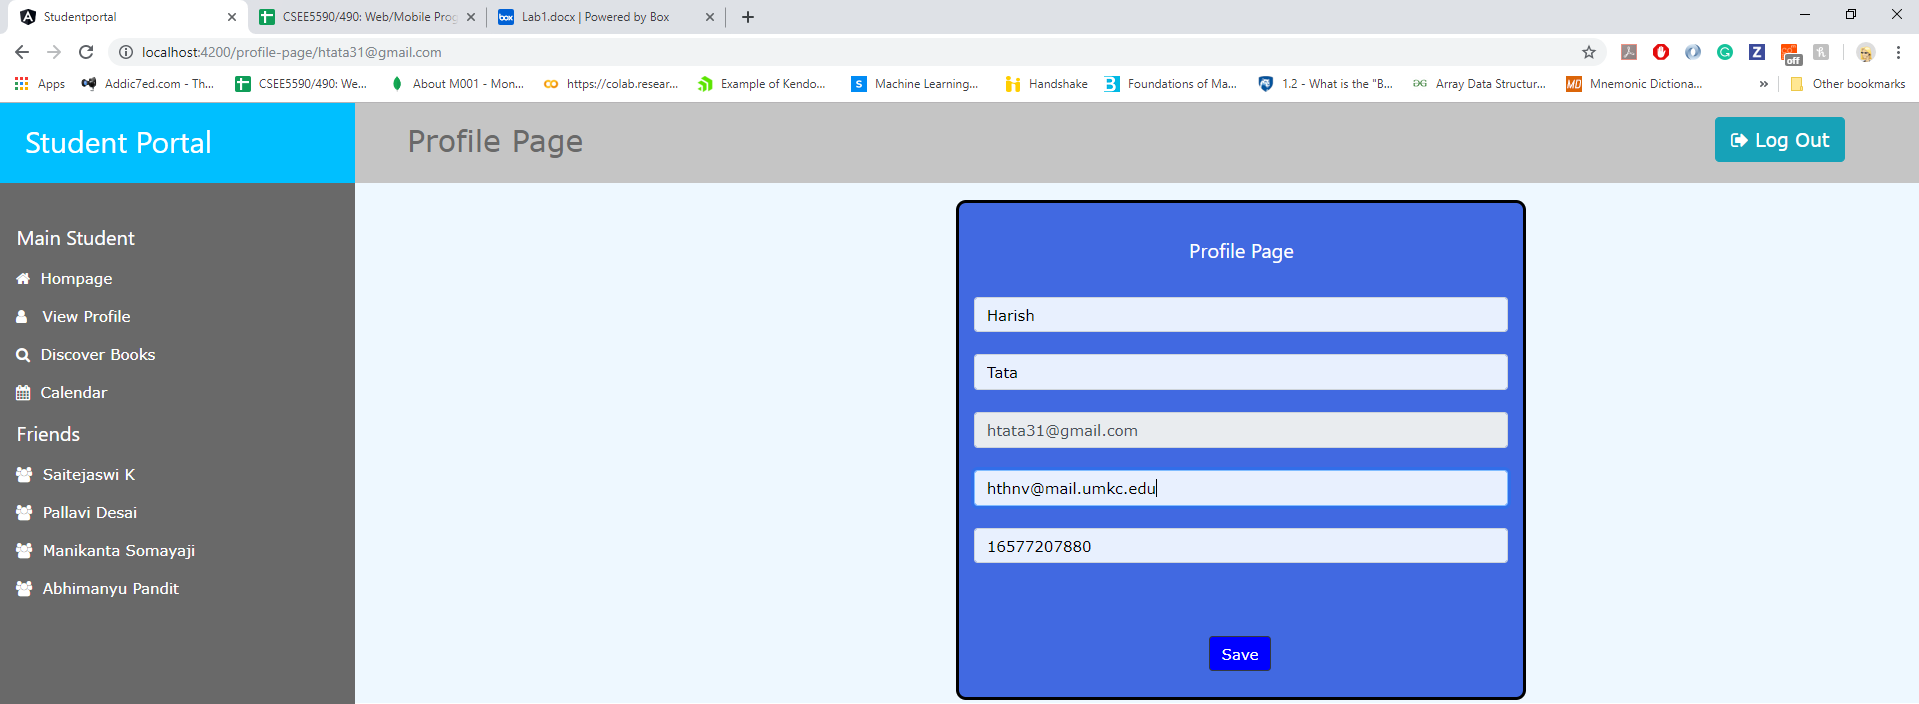 Studentportal
CSEE5590/490: Web/Mobile Prog
Lab1.docx | Powered by Box
localhost:4200/profile-page/htata31@gmail.com
off
Apps
Addic7ed.com - Th...
CSEE5590/490: We...
About M001 - Mon...
https://colab.resear...
Example of Kendo...
Machine Learning...
Handshake
Foundations of Ma...
1.2 - What is the "B...
Array Data Structur...
Mnemonic Dictiona...
»
Other bookmarks
Student Portal
Profile Page
Log Out
Main Student
Hompage
View Profile
Discover Books
Calendar
Friends
Saitejaswi K
Pallavi Desai
Manikanta Somayaji
Abhimanyu Pandit
Profile Page
Harish
Tata
htata31@gmail.com
hthnv@mail.umkc.edu
16577207880
Save